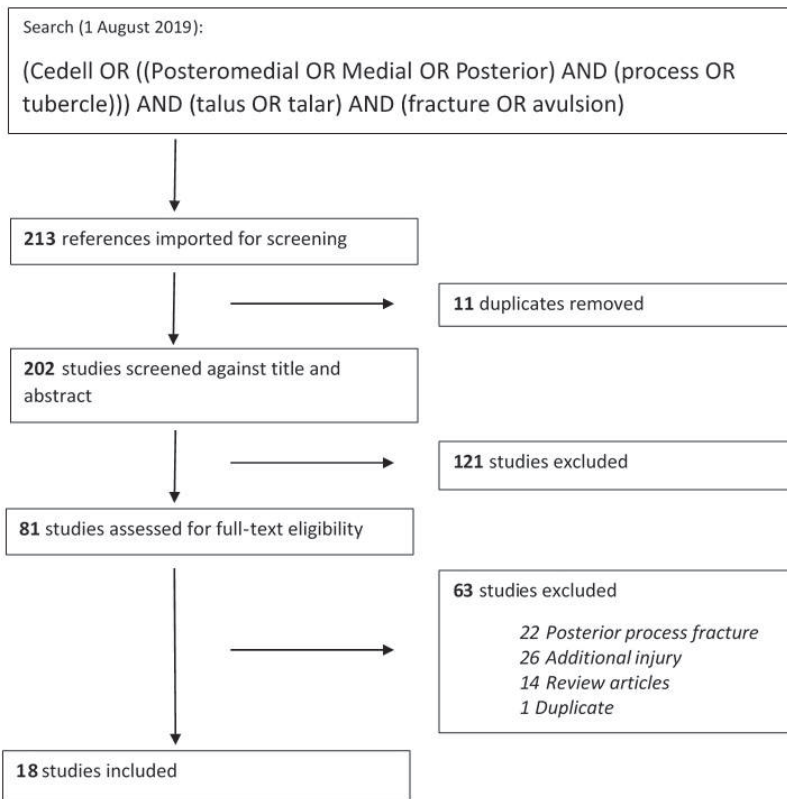 Search (1 August 2019):
(Cedell OR ((Posteromedial OR Medial OR Posterior) AND (process OR
tubercle))) AND (talus OR talar) AND (fracture OR avulsion)
213 references imported for screening
11 duplicates removed
202 studies screened against title and
abstract
121 studies excluded
81 studies assessed for full-text eligibility
63 studies excluded
22 Posterior process fracture
26 Additional injury
14 Review articles
1 Duplicate
18 studies included